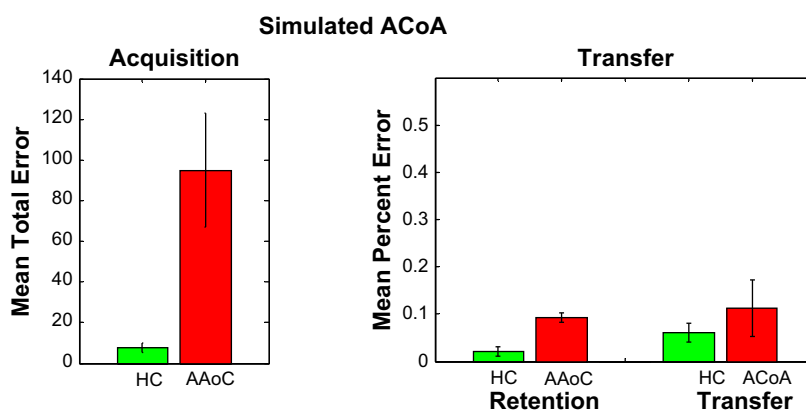 Simulated ACoA
Acquisition
Mean Total Error
140
120
100
80
60
40
20
0
HC AAoC
Transfer
Mean Percent Error
0.5
0.4
0.3
0.2
0.1
0
HC AAoC HC ACoA
Retention Transfer